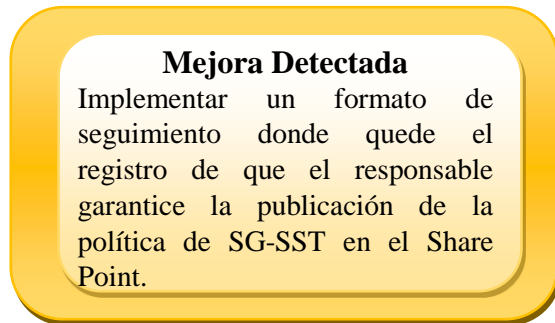 Mejora Detectada
Implementar un formato de
seguimiento donde quede el
registro de que el responsable
garantice la publicación de la
política de SG-SST en el Share
Point.